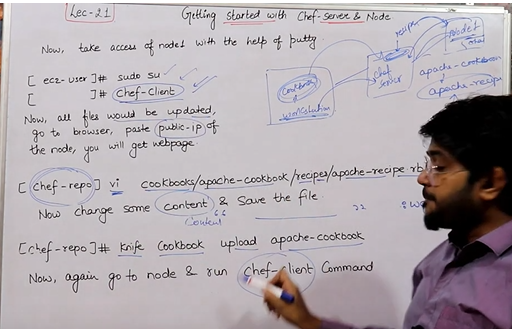 Lec-21
Getting started with Chef-server & Node
Now, take access of node1 with the help of putty
[ ec2-user ]# sudo su
[ ]# Chef-Client
Now, all files would be updated,
go to browser, paste public-ip of
the node, you will get webpage.
cookbook
workstation
chef
server
recipe
Node1
apache-cookbook
apache-recipe
[ chef-repo ] vi cookbooks/apache-cookbook/recipes/apache-recipe.rb
Now change some content & save the file.
content
[chef-repo]# knife cookbook upload apache-cookbook
Now, again go to node & run Chef-client Command